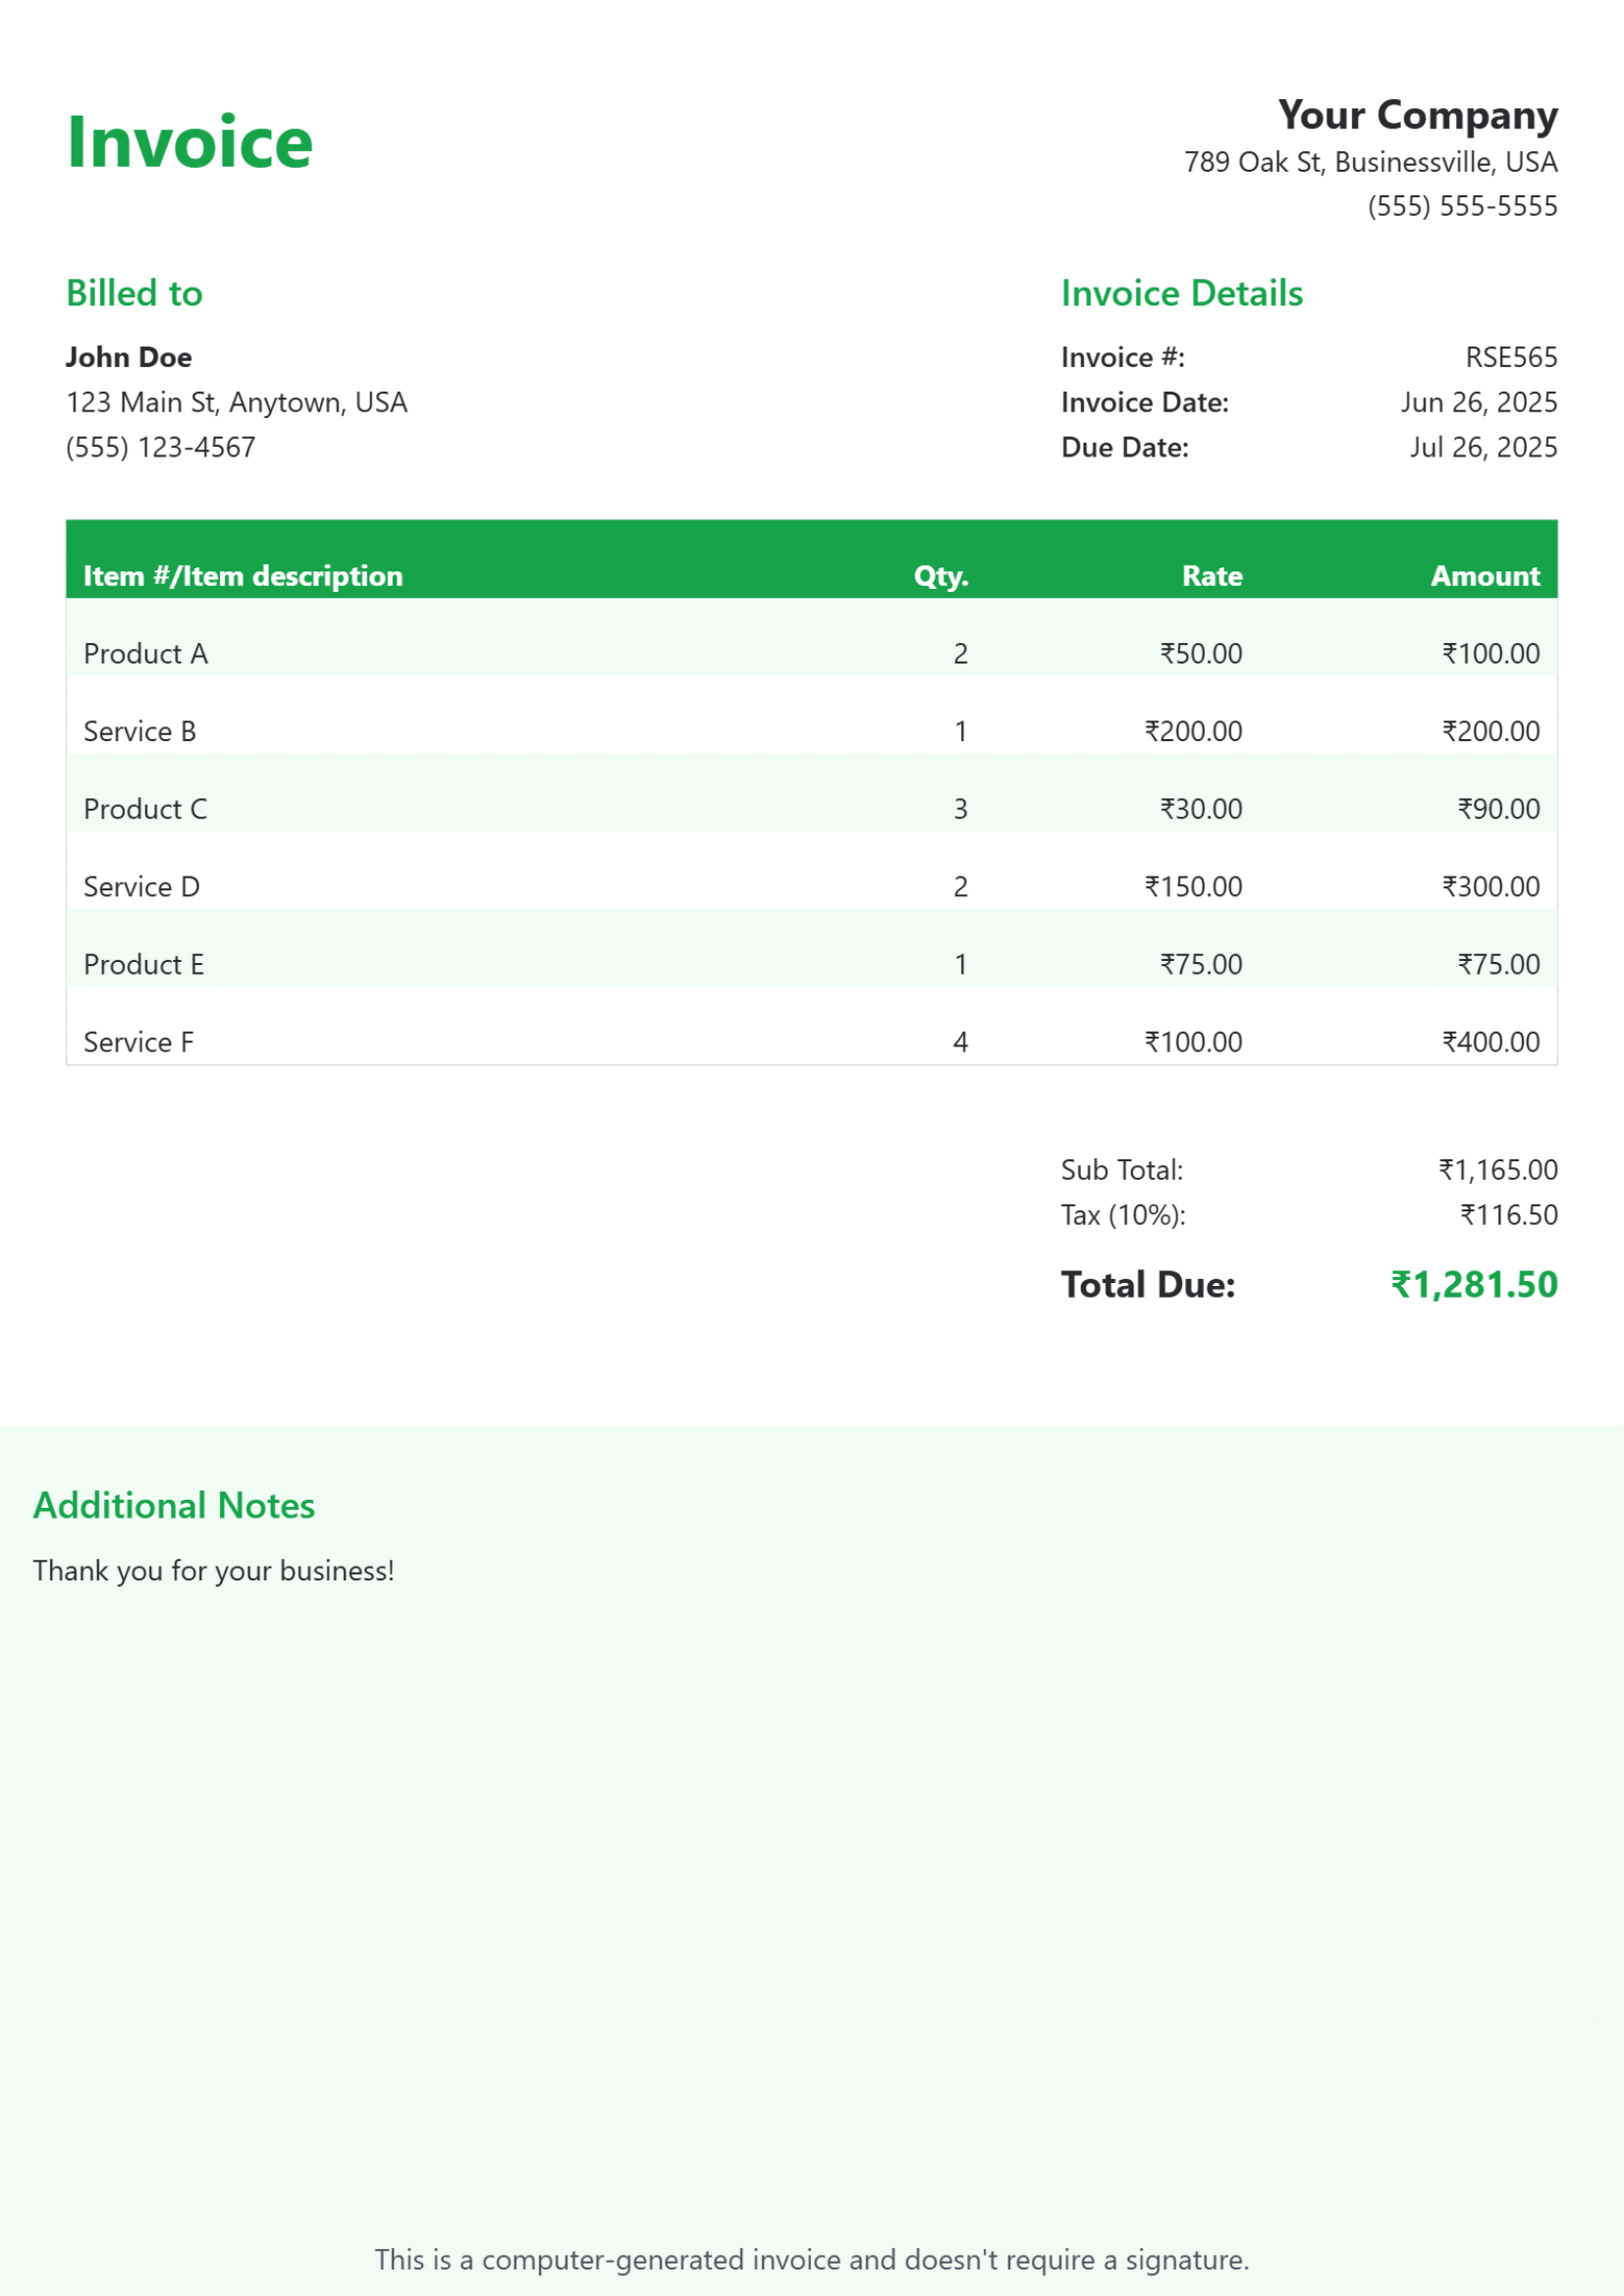 Invoice
Your Company
789 Oak St, Businessville, USA
(555) 555-5555
Billed to
John Doe
123 Main St, Anytown, USA
(555) 123-4567
Invoice Details
Invoice #: RSE565
Invoice Date: Jun 26, 2025
Due Date: Jul 26, 2025
Item #/Item description Qty. Rate Amount
Product A 2 ₹50.00 ₹100.00
Service B 1 ₹200.00 ₹200.00
Product C 3 ₹30.00 ₹90.00
Service D 2 ₹150.00 ₹300.00
Product E 1 ₹75.00 ₹75.00
Service F 4 ₹100.00 ₹400.00
Sub Total: ₹1,165.00
Tax (10%): ₹116.50
Total Due: ₹1,281.50
Additional Notes
Thank you for your business!
This is a computer-generated invoice and doesn't require a signature.